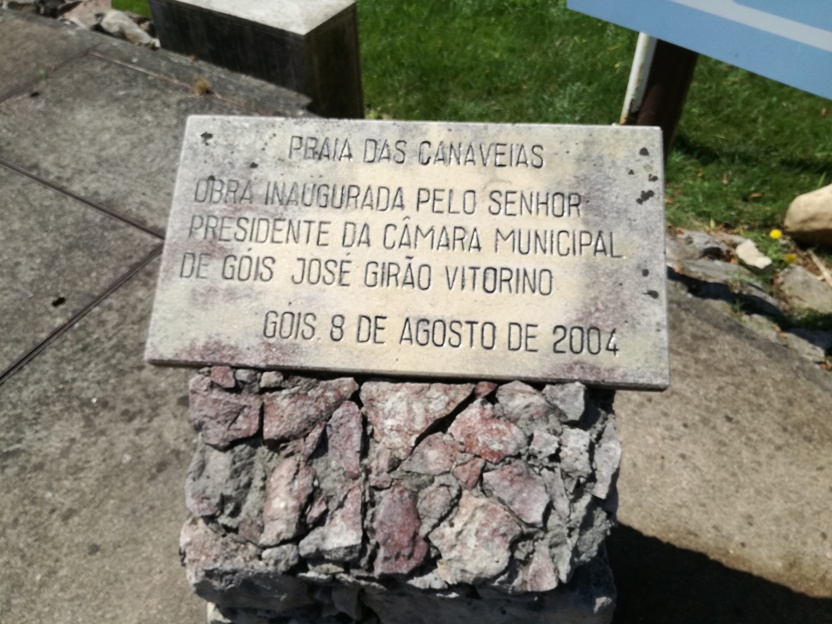 PRAIA DAS CANAVEIAS
OBRA INAUGURADA PELO SENHOR
PRESIDENTE DA CÂMARA MUNICIPAL
DE GÓIS JOSÉ GIRÃO VITORINO
GÓIS 8 DE AGOSTO DE 2004